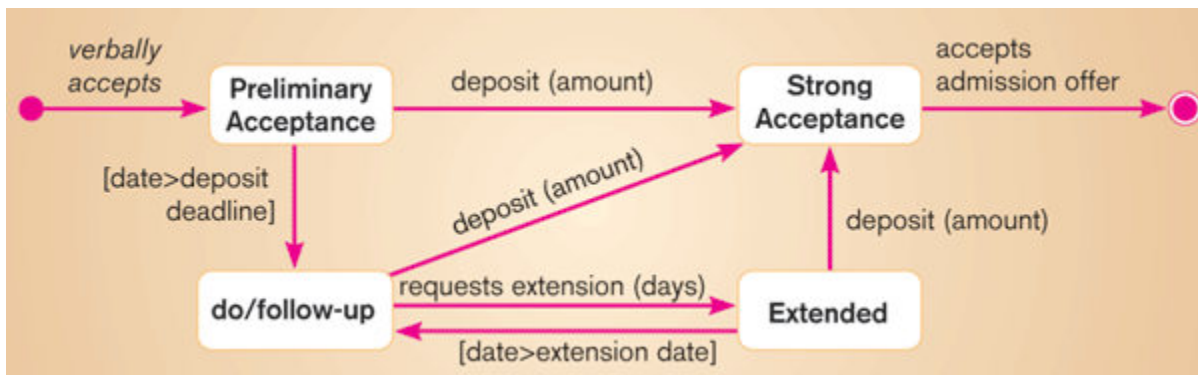 verbally
accepts
Preliminary
Acceptance
deposit (amount)
Strong
Acceptance
accepts
admission offer
[date>deposit
deadline]
deposit (amount)
deposit (amount)
do/follow-up
requests extension (days)
Extended
[date>extension date]